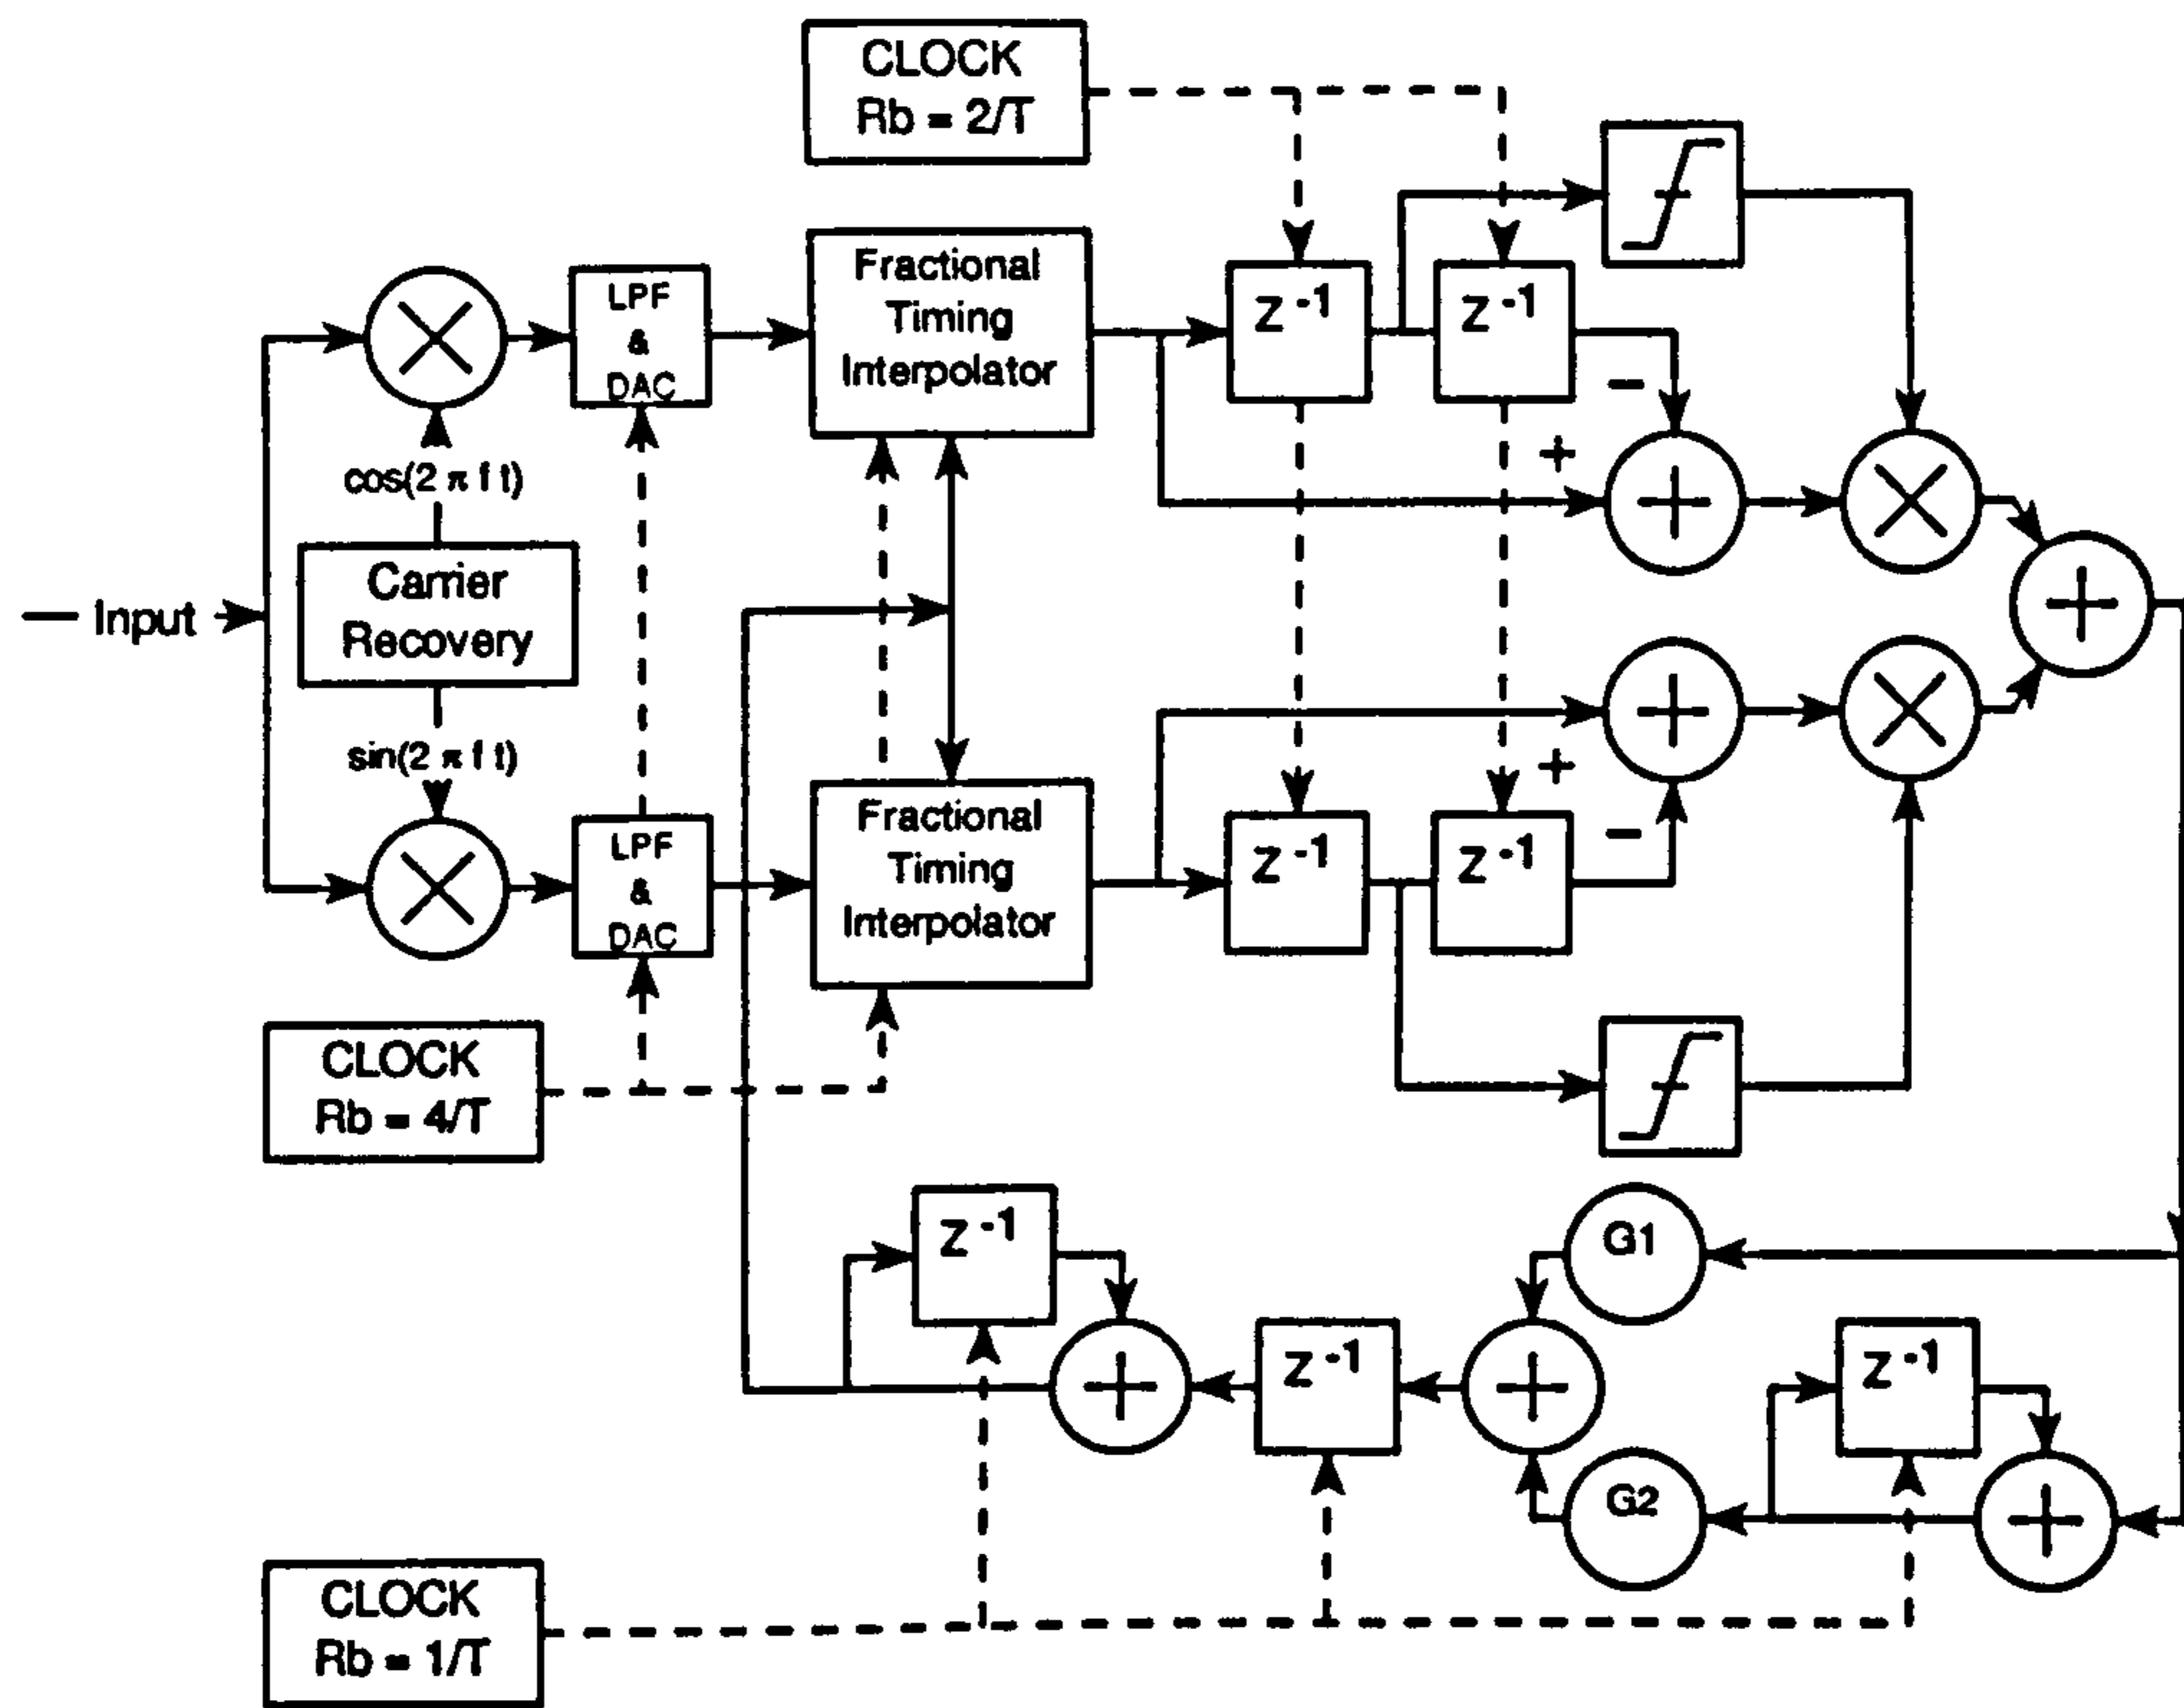 CLOCK
Rb = 2/T
LPF
&
DAC
Fractional
Timing
Interpolator
Z -1
Z -1
−
+
cos(2 π f t)
Carrier
Recovery
Input
sin(2 π f t)
LPF
&
DAC
Fractional
Timing
Interpolator
Z -1
Z -1
+
−
CLOCK
Rb = 4/T
Z -1
G1
Z -1
Z -1
G2
CLOCK
Rb = 1/T